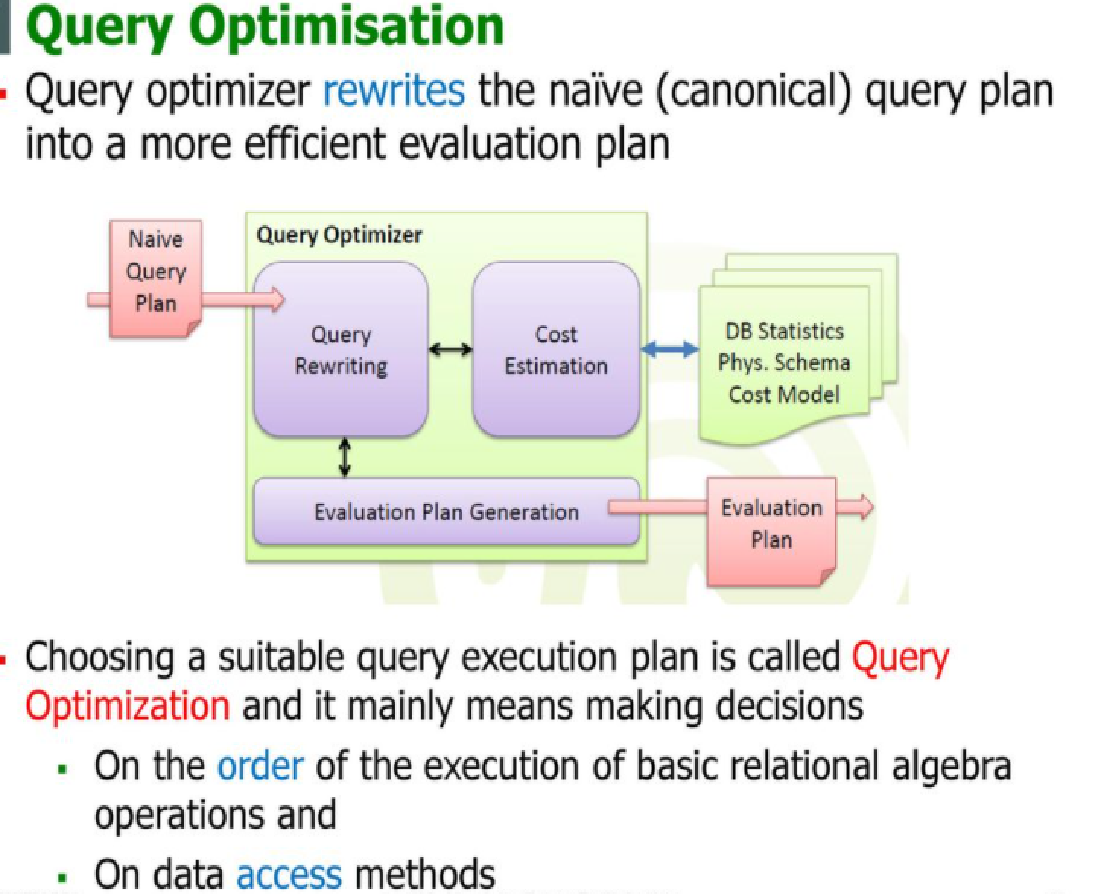 Query Optimisation
Query optimizer rewrites the naïve (canonical) query plan
into a more efficient evaluation plan
Naive
Query
Plan
Query Optimizer
Query
Rewriting
Cost
Estimation
DB Statistics
Phys. Schema
Cost Model
Evaluation Plan Generation
Evaluation
Plan
Choosing a suitable query execution plan is called Query
Optimization and it mainly means making decisions
On the order of the execution of basic relational algebra
operations and
On data access methods